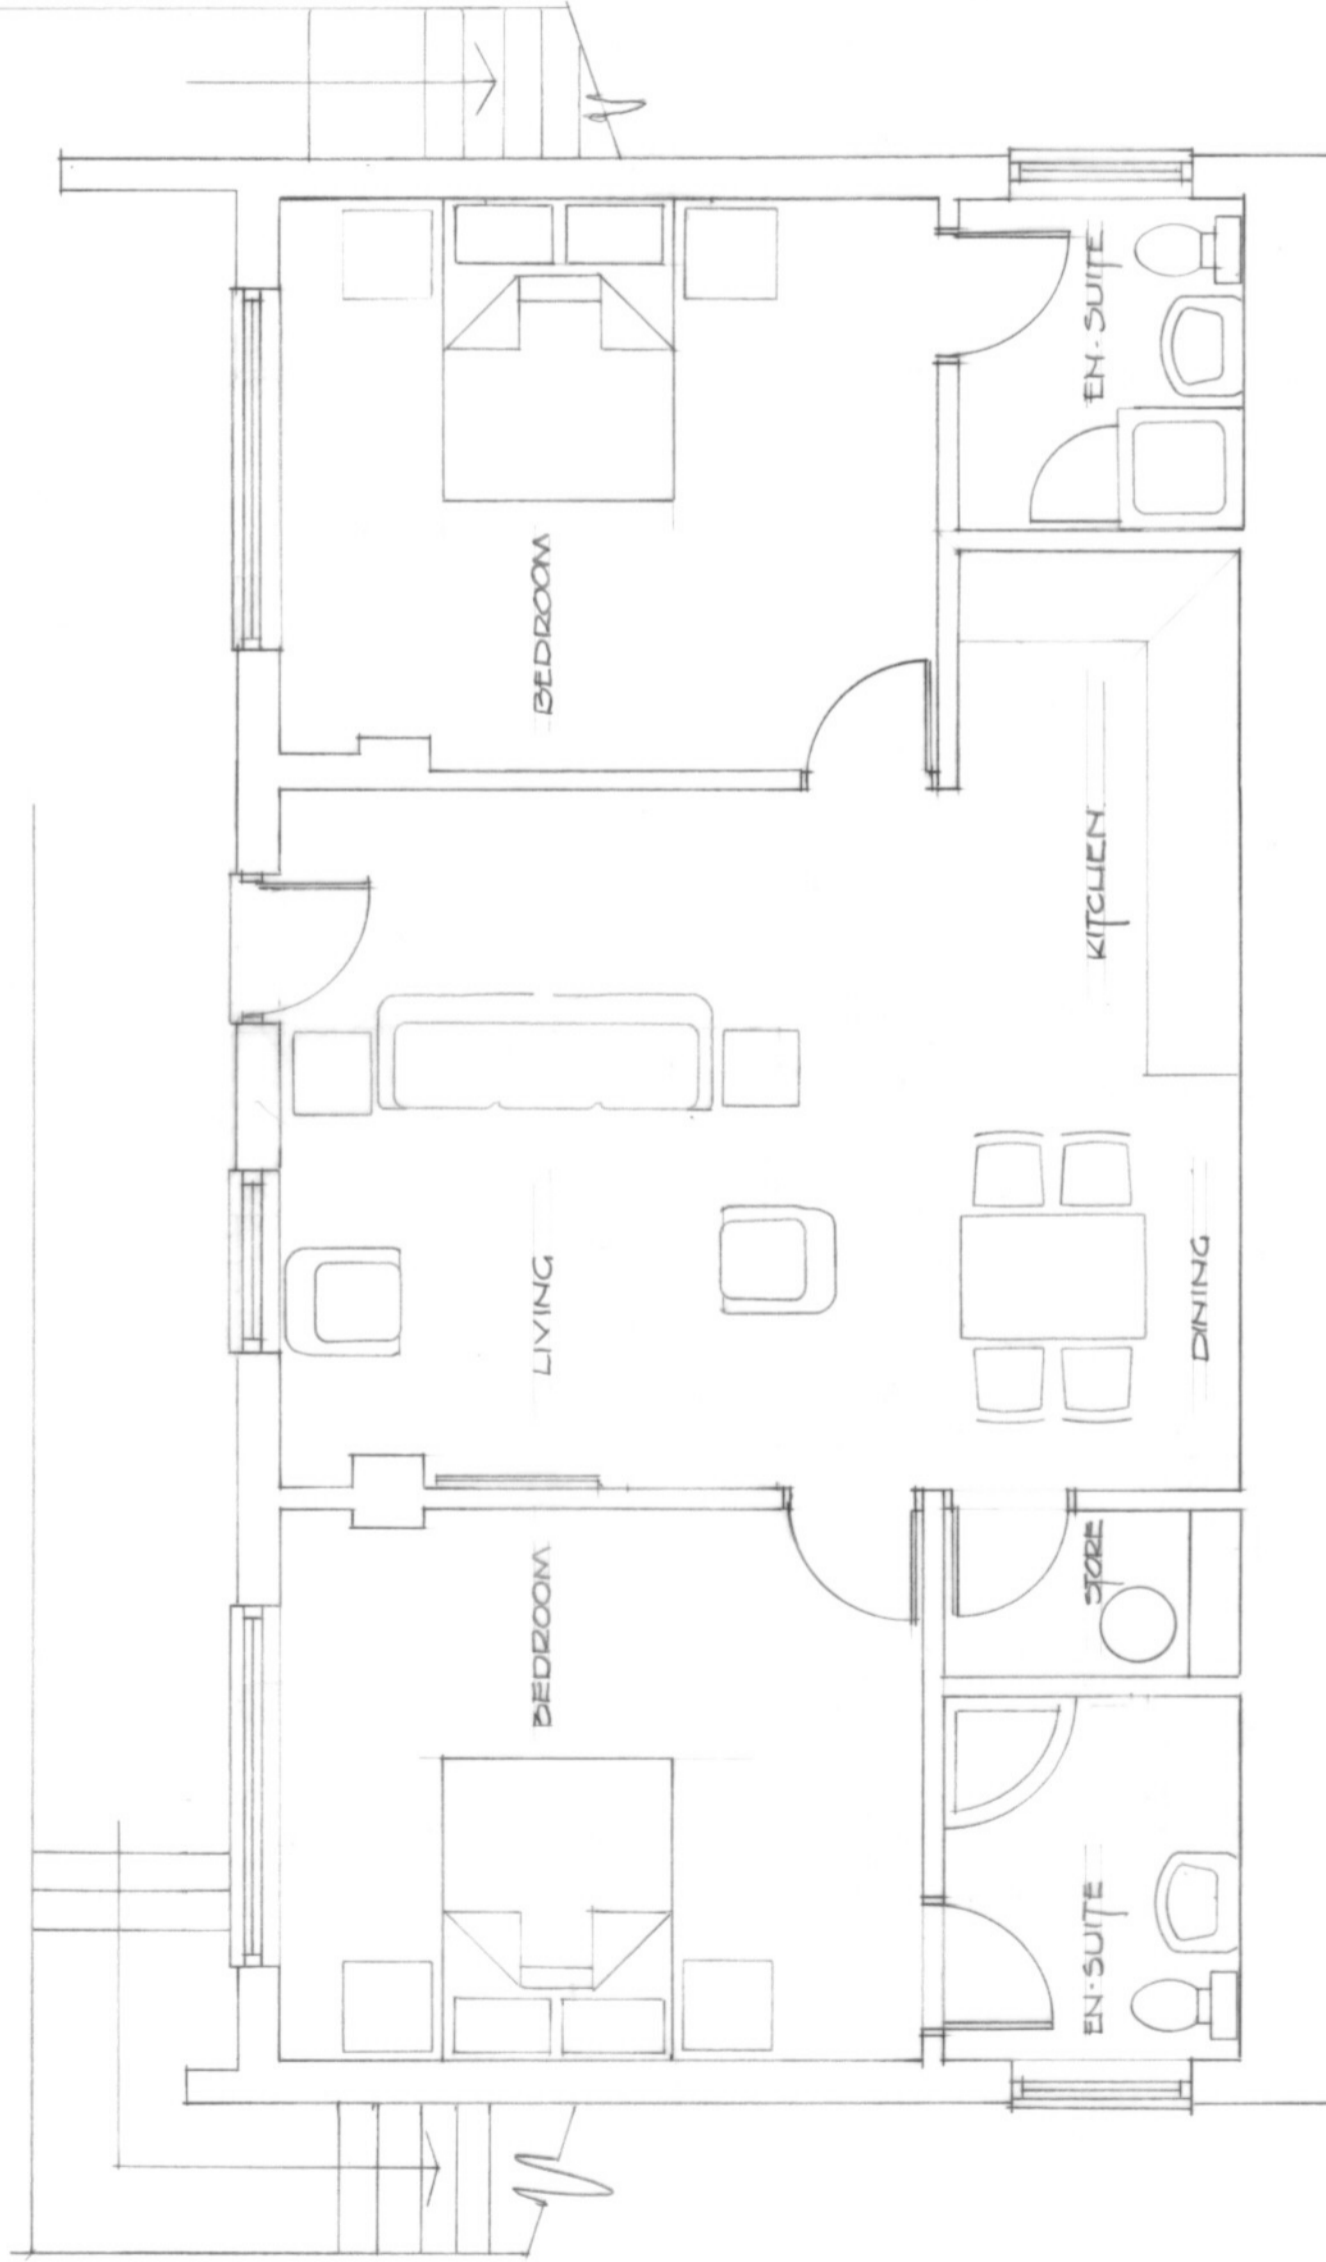 EN-SUITE
BEDROOM
KITCHEN
LIVING
DINING
STORE
BEDROOM
EN-SUITE